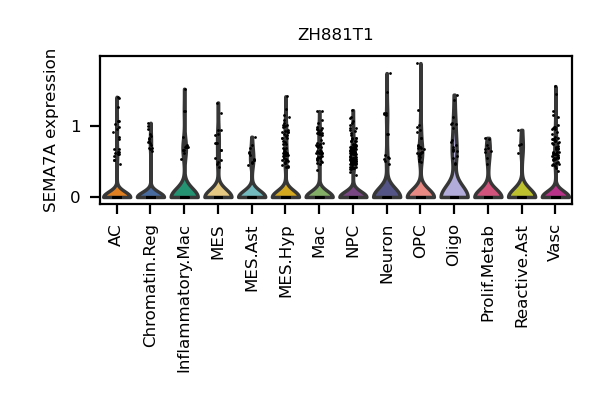 ZH881T1
SEMA7A expression
1
0
AC
Chromatin.Reg
Inflammatory.Mac
MES
MES.Ast
MES.Hyp
Mac
NPC
Neuron
OPC
Oligo
Prolif.Metab
Reactive.Ast
Vasc